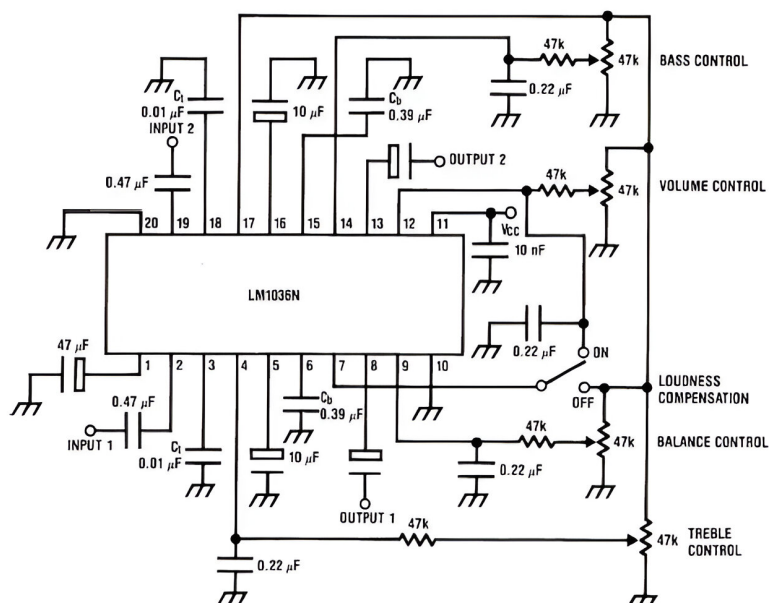 47k
47k
BASS CONTROL
Ct
0.01 µF
10 µF
Cb
0.39 µF
0.22 µF
INPUT 2
0.47 µF
OUTPUT 2
47k
47k
VOLUME CONTROL
20
19
18
17
16
15
14
13
12
11
VCC
10 nF
LM1036N
47 µF
1
2
3
4
5
6
7
8
9
10
0.22 µF
ON
OFF
LOUDNESS
COMPENSATION
0.47 µF
INPUT 1
Ct
0.01 µF
10 µF
Cb
0.39 µF
OUTPUT 1
0.22 µF
47k
47k
BALANCE CONTROL
0.22 µF
47k
47k
TREBLE
CONTROL